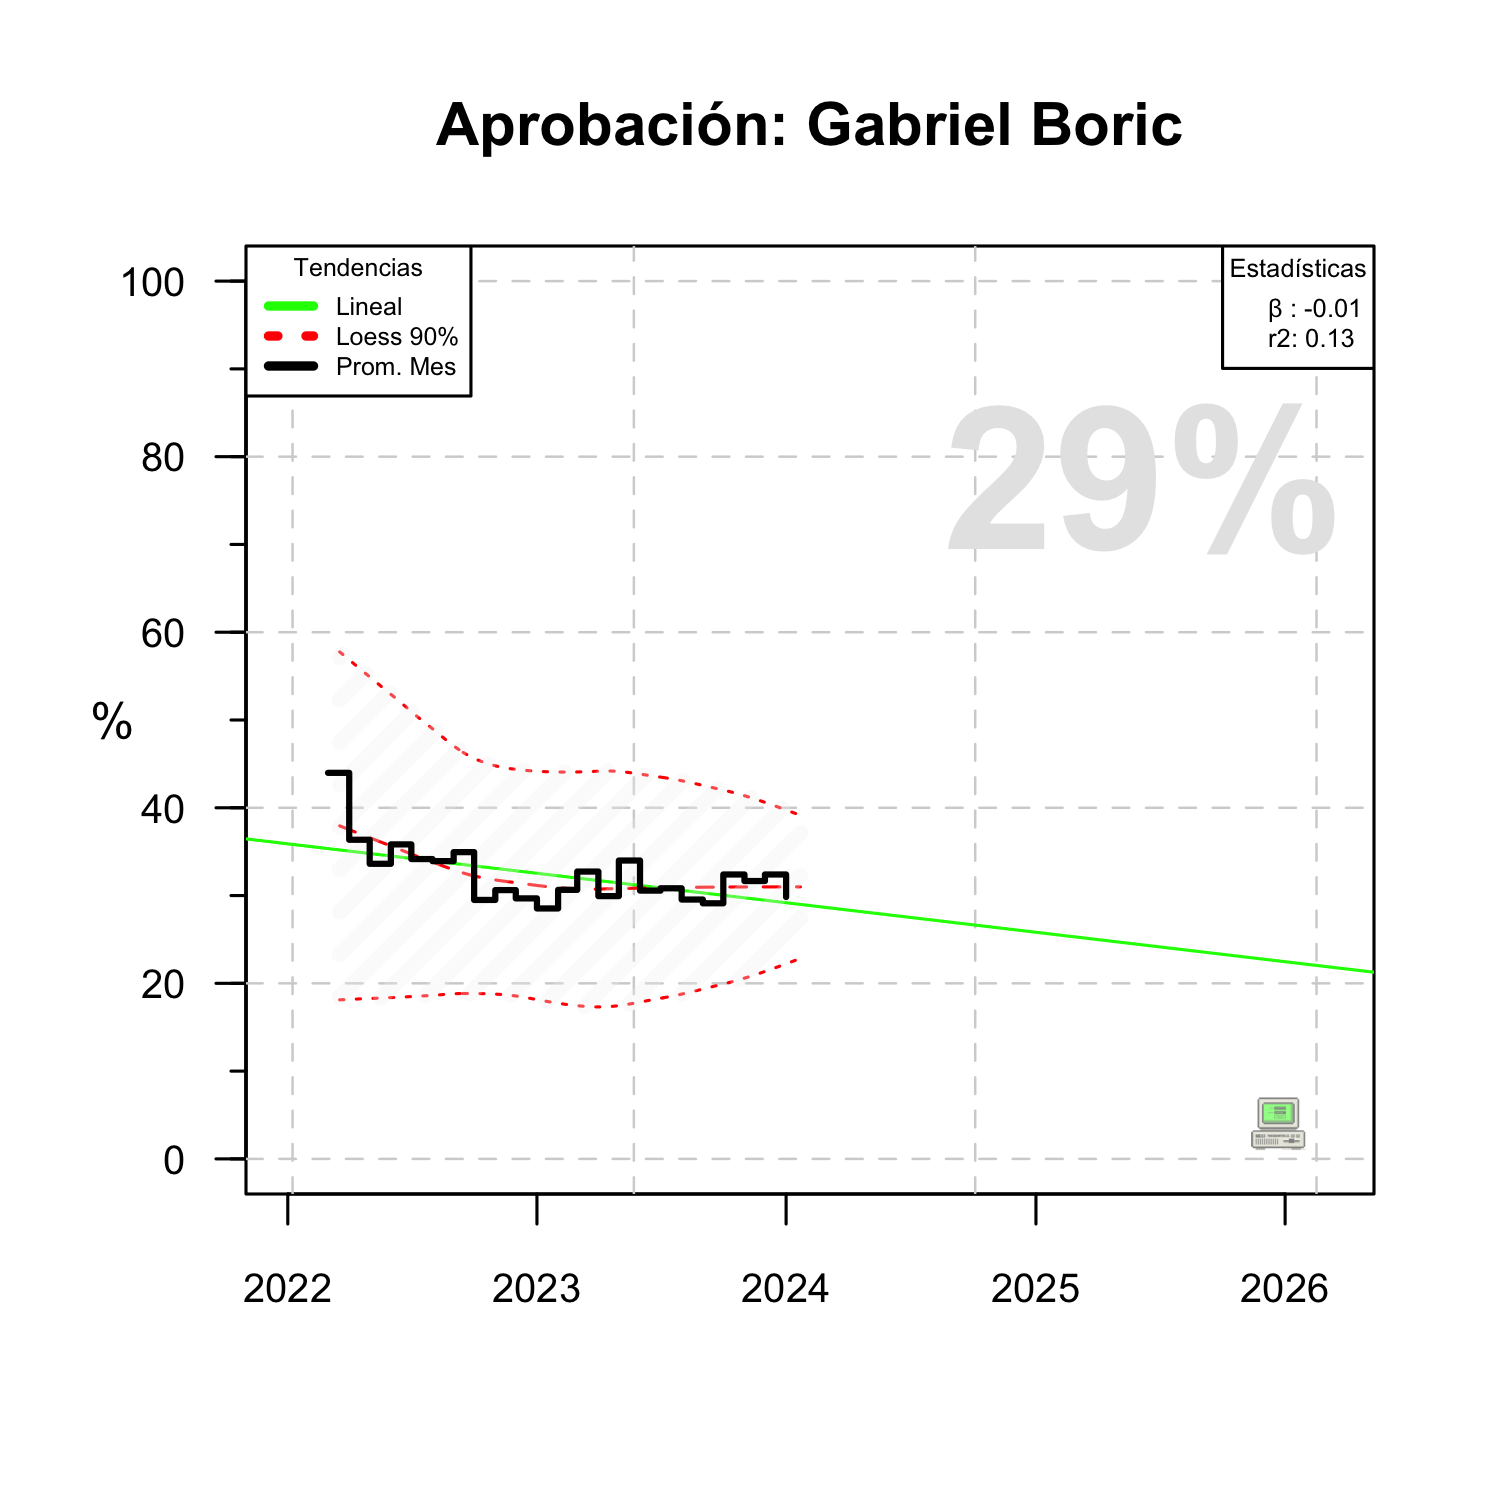 Aprobación: Gabriel Boric
Tendencias
Lineal
Loess 90%
Prom. Mes
Estadísticas
β : -0.01
r2: 0.13
29%
%
100
80
60
40
20
0
2022 2023 2024 2025 2026